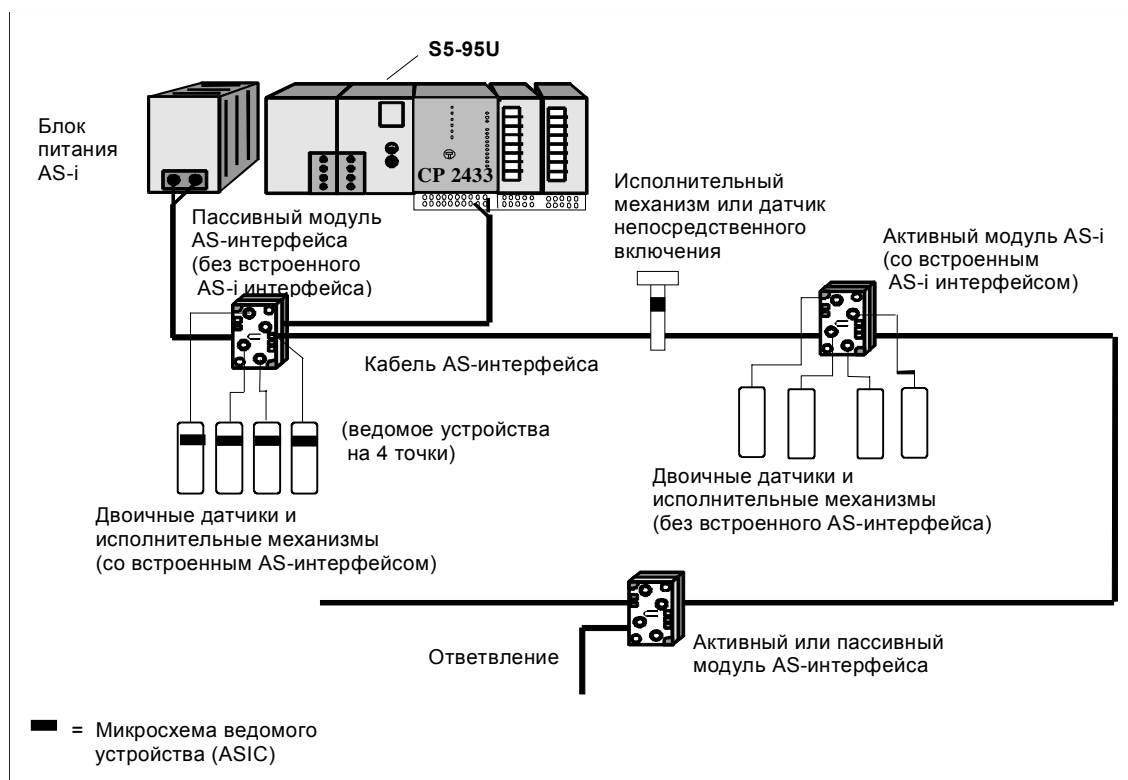 S5-95U
Блок
питания
AS-i
CP 2433
Пассивный модуль
AS-интерфейса
(без встроенного
AS-i интерфейса)
Исполнительный
механизм или датчик
непосредственного
включения
Активный модуль AS-i
(со встроенным
AS-i интерфейсом)
Кабель AS-интерфейса
(ведомое устройства
на 4 точки)
Двоичные датчики и
исполнительные механизмы
(со встроенным AS-интерфейсом)
Двоичные датчики и
исполнительные механизмы
(без встроенного AS-интерфейса)
Ответвление
Активный или пассивный
модуль AS-интерфейса
= Микросхема ведомого
устройства (ASIC)